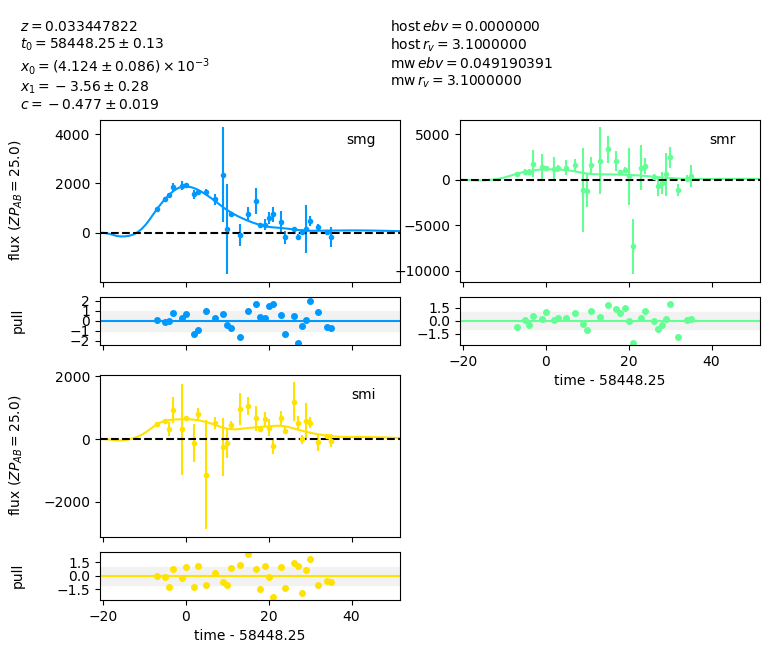 z = 0.033447822
t₀ = 58448.25 ± 0.13
x₀ = (4.124 ± 0.086) × 10⁻³
x₁ = −3.56 ± 0.28
c = −0.477 ± 0.019
host ebv = 0.0000000
host r_v = 3.1000000
mw ebv = 0.049190391
mw r_v = 3.1000000
smg
4000
2000
0
flux (ZP_AB = 25.0)
2
1
0
−1
−2
pull
smr
5000
0
−5000
−10000
1.5
0.0
−1.5
−20 0 20 40
time - 58448.25
smi
2000
0
−2000
flux (ZP_AB = 25.0)
1.5
0.0
−1.5
pull
−20 0 20 40
time - 58448.25